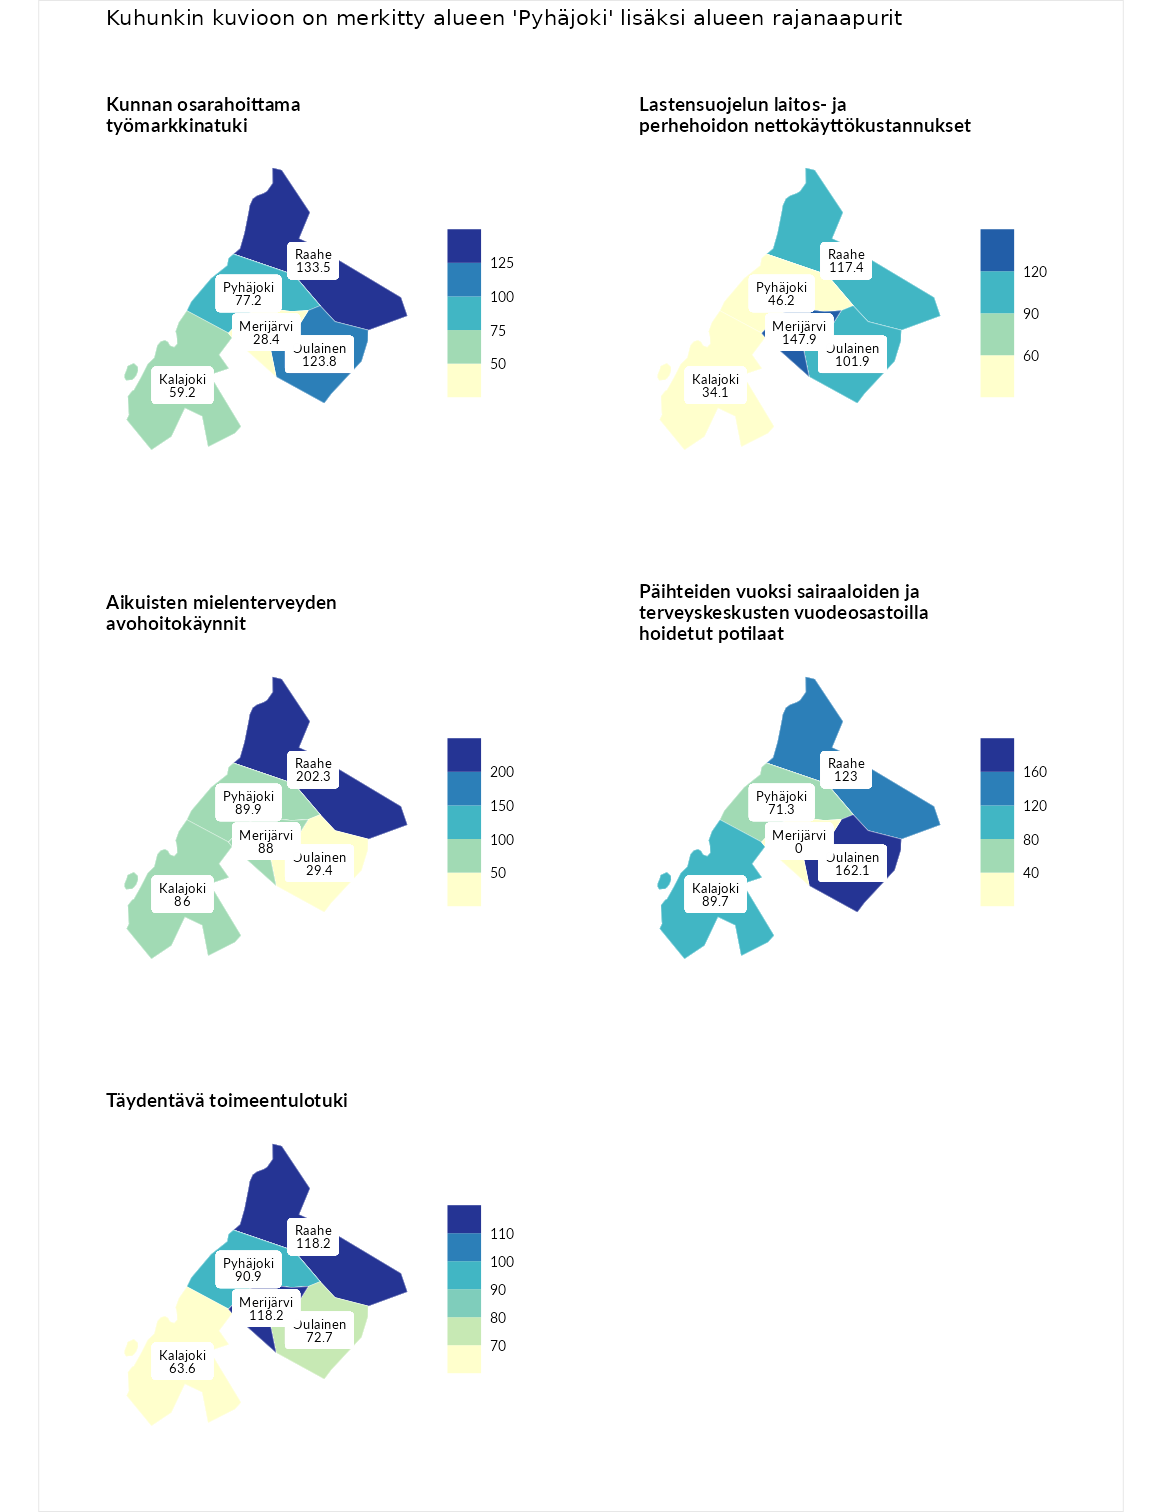 Kuhunkin kuvioon on merkitty alueen 'Pyhäjoki' lisäksi alueen rajanaapurit
Kunnan osarahoittama
työmarkkinatuki
Raahe
133.5
Pyhäjoki
77.2
Merijärvi
28.4
Oulainen
123.8
Kalajoki
59.2
125
100
75
50
Lastensuojelun laitos- ja
perhehoidon nettokäyttökustannukset
Raahe
117.4
Pyhäjoki
46.2
Merijärvi
147.9
Oulainen
101.9
Kalajoki
34.1
120
90
60
Aikuisten mielenterveyden
avohoitokäynnit
Raahe
202.3
Pyhäjoki
89.9
Merijärvi
88
Oulainen
29.4
Kalajoki
86
200
150
100
50
Päihteiden vuoksi sairaaloiden ja
terveyskeskusten vuodeosastoilla
hoidetut potilaat
Raahe
123
Pyhäjoki
71.3
Merijärvi
0
Oulainen
162.1
Kalajoki
89.7
160
120
80
40
Täydentävä toimeentulotuki
Raahe
118.2
Pyhäjoki
90.9
Merijärvi
118.2
Oulainen
72.7
Kalajoki
63.6
110
100
90
80
70